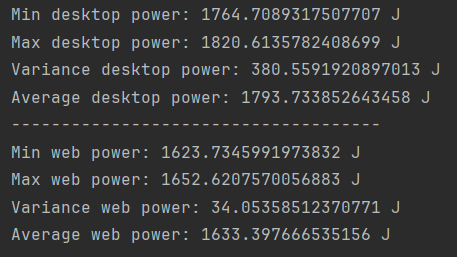 Min desktop power: 1764.7089317507707 J
Max desktop power: 1820.6135782408699 J
Variance desktop power: 380.5591920897013 J
Average desktop power: 1793.733852643458 J
-------------------------------------
Min web power: 1623.7345991973832 J
Max web power: 1652.6207570056883 J
Variance web power: 34.05358512370771 J
Average web power: 1633.397666535156 J